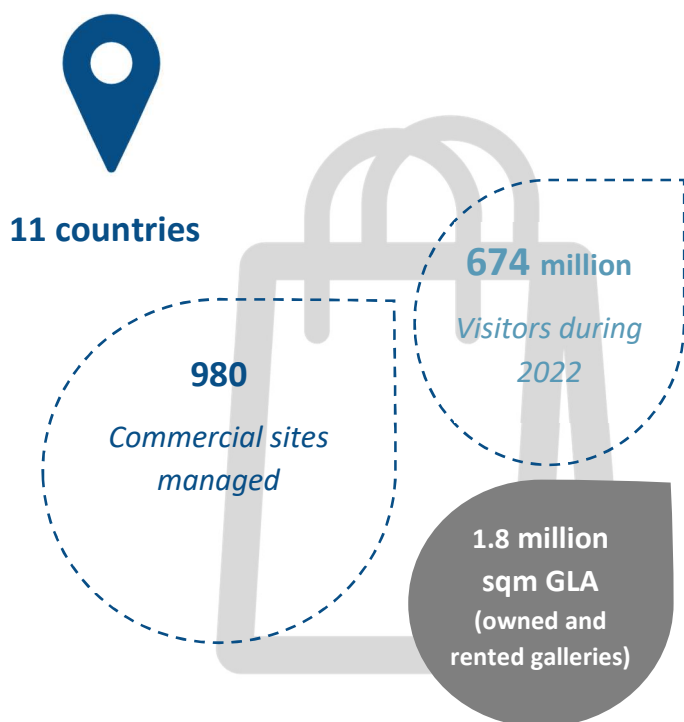 11 countries
674 million
Visitors during
2022
980
Commercial sites
managed
1.8 million
sqm GLA
(owned and
rented galleries)